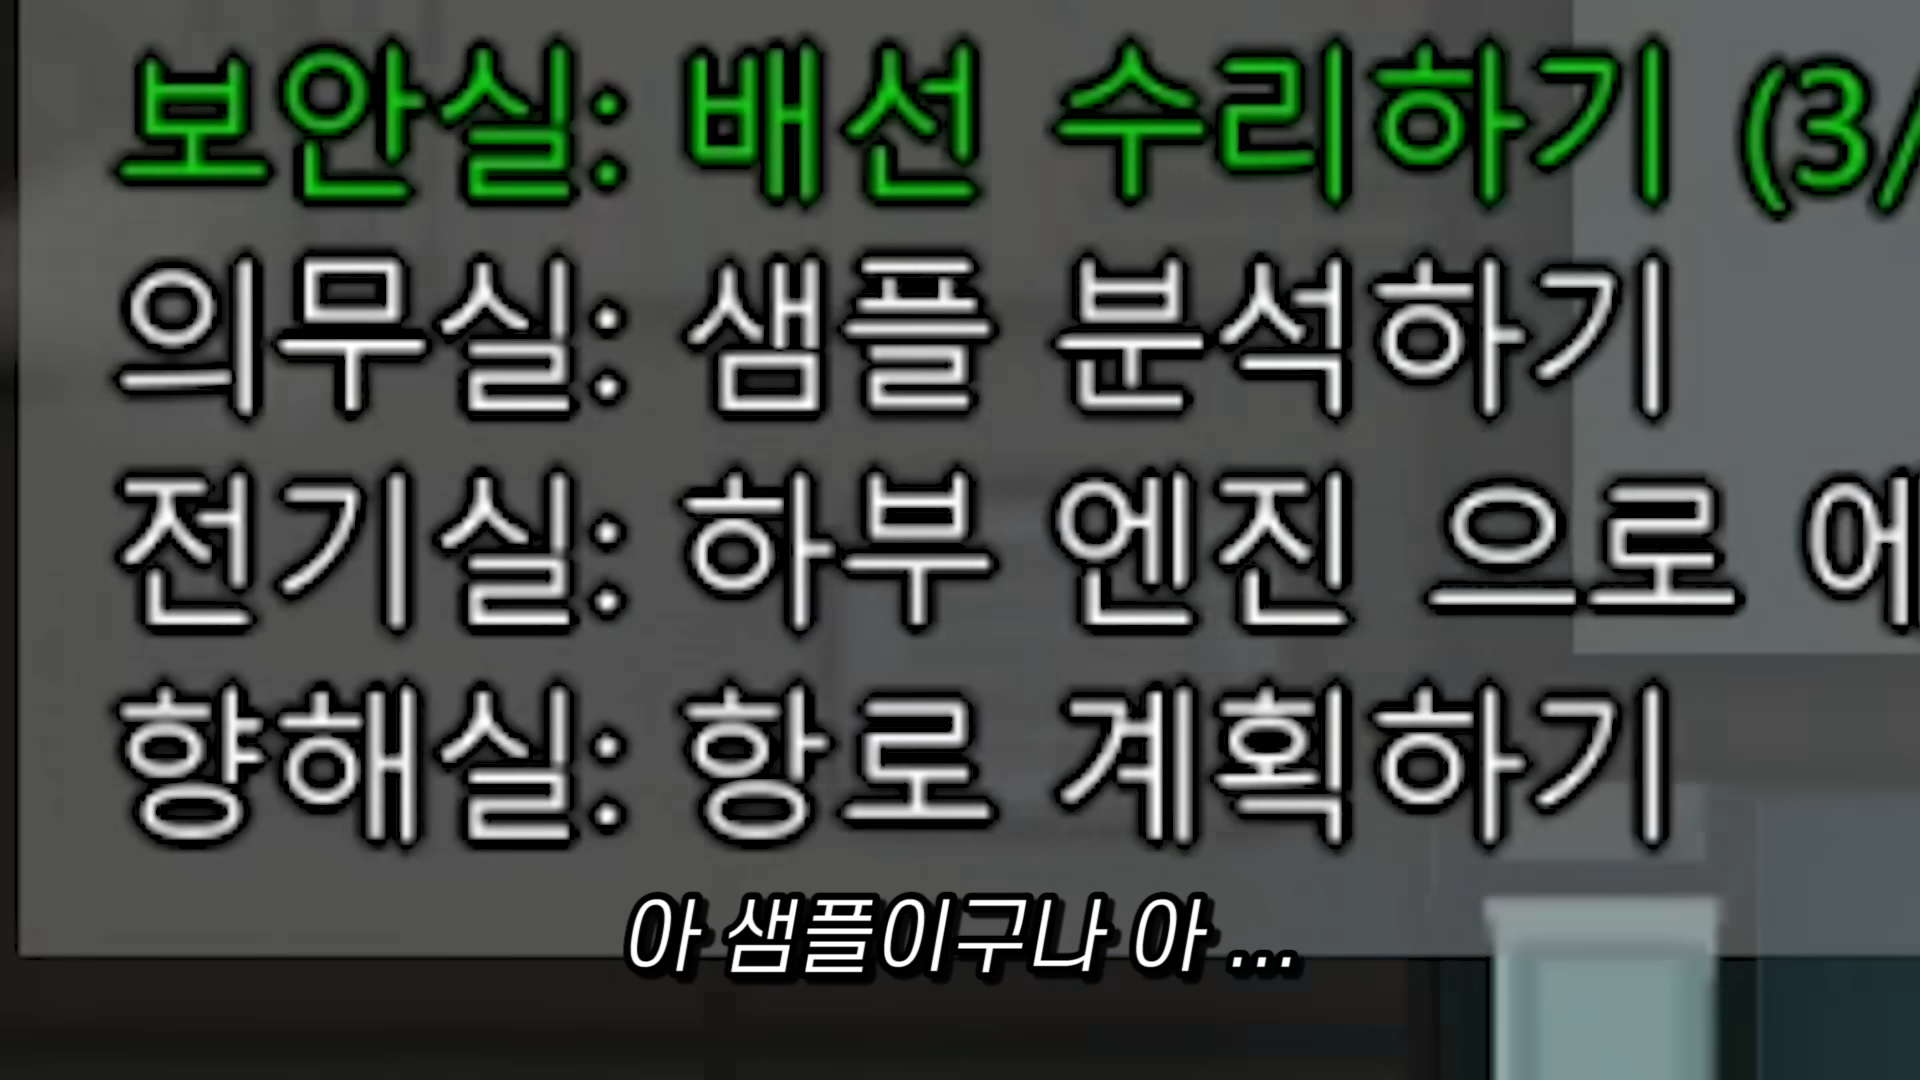 보안실: 배선 수리하기 (3/
의무실: 샘플 분석하기
전기실: 하부 엔진 으로 에
향해실: 항로 계획하기
아 샘플이구나 아 ...